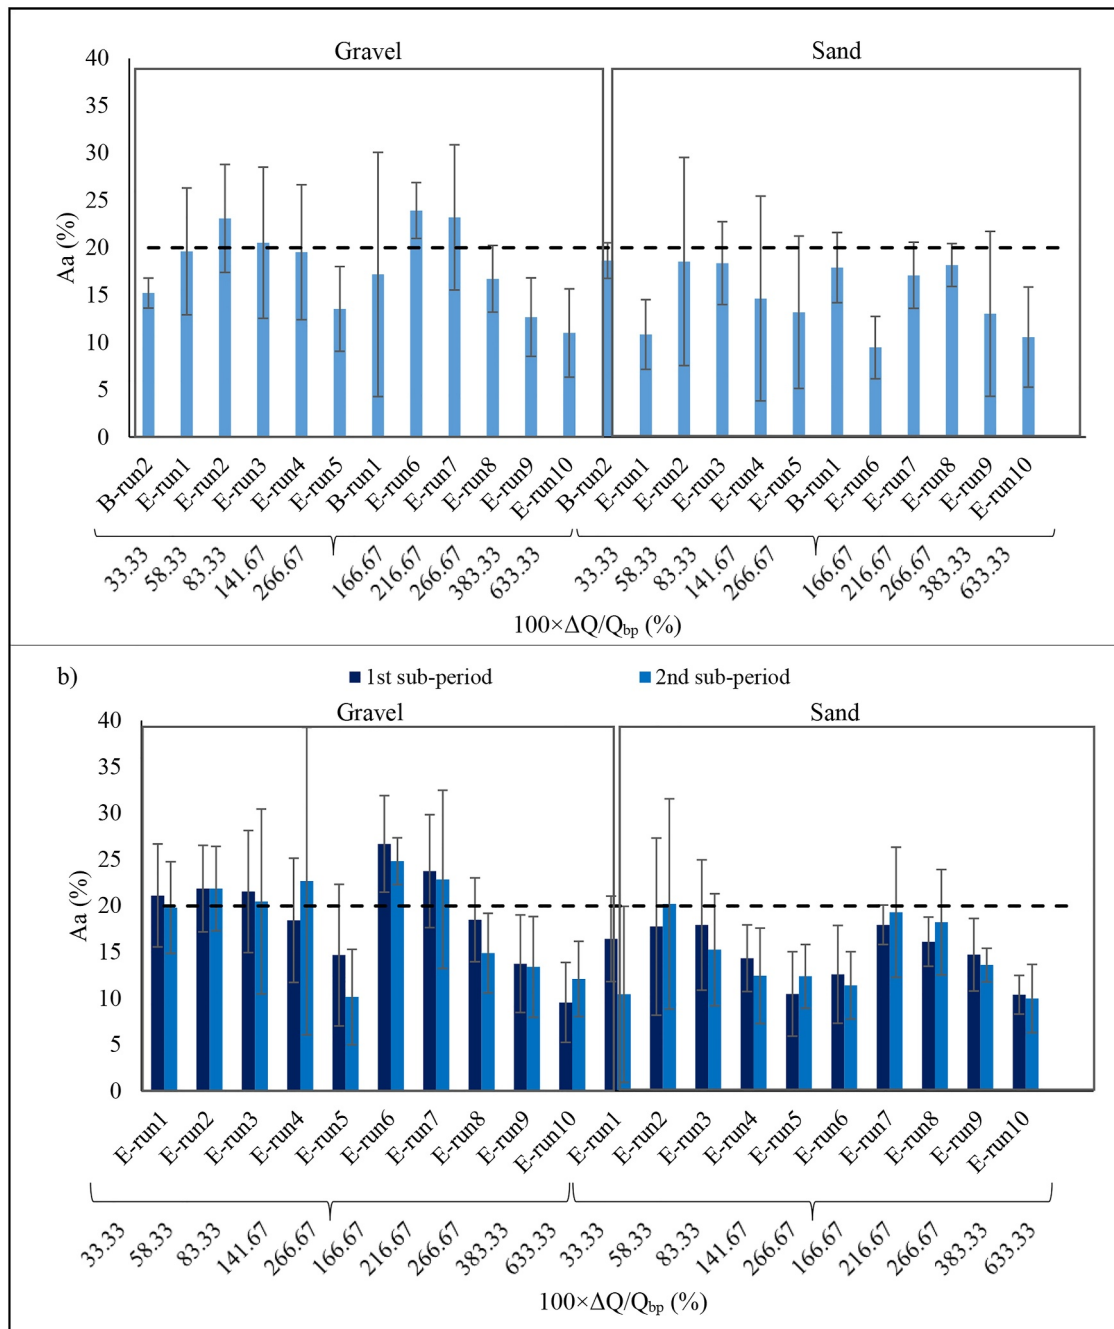 Gravel Sand
40
35
30
25
20
15
10
5
0
Aa (%)
B-run2 E-run1 E-run2 E-run3 E-run4 E-run5 B-run1 E-run6 E-run7 E-run8 E-run9 E-run10 B-run2 E-run1 E-run2 E-run3 E-run4 E-run5 B-run1 E-run6 E-run7 E-run8 E-run9 E-run10
33.33 58.33 83.33 141.67 266.67 166.67 216.67 266.67 383.33 633.33 33.33 58.33 83.33 141.67 266.67 166.67 216.67 266.67 383.33 633.33
100×ΔQ/Qbp (%)
b) 1st sub-period 2nd sub-period
Gravel Sand
40
35
30
25
20
15
10
5
0
Aa (%)
E-run1 E-run2 E-run3 E-run4 E-run5 E-run6 E-run7 E-run8 E-run9 E-run10 E-run1 E-run2 E-run3 E-run4 E-run5 E-run6 E-run7 E-run8 E-run9 E-run10
33.33 58.33 83.33 141.67 266.67 166.67 216.67 266.67 383.33 633.33 33.33 58.33 83.33 141.67 266.67 166.67 216.67 266.67 383.33 633.33
100×ΔQ/Qbp (%)